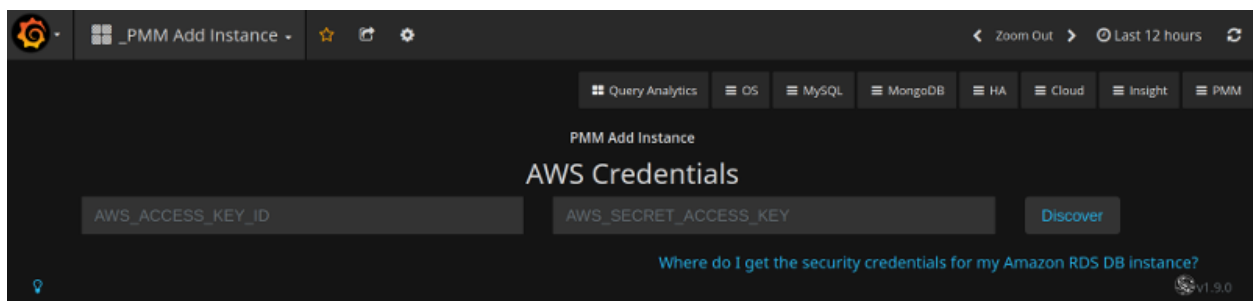 _PMM Add Instance
Zoom Out
Last 12 hours
Query Analytics
OS
MySQL
MongoDB
HA
Cloud
Insight
PMM
PMM Add Instance
AWS Credentials
AWS_ACCESS_KEY_ID
AWS_SECRET_ACCESS_KEY
Discover
Where do I get the security credentials for my Amazon RDS DB instance?
v1.9.0